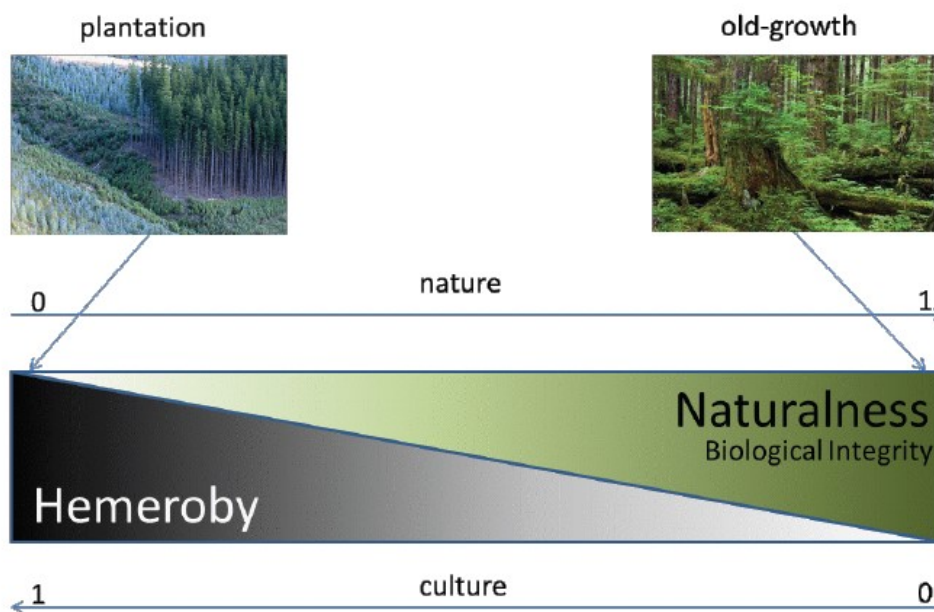 plantation
old-growth
nature
0
1
Naturalness
Biological Integrity
Hemeroby
1
culture
0